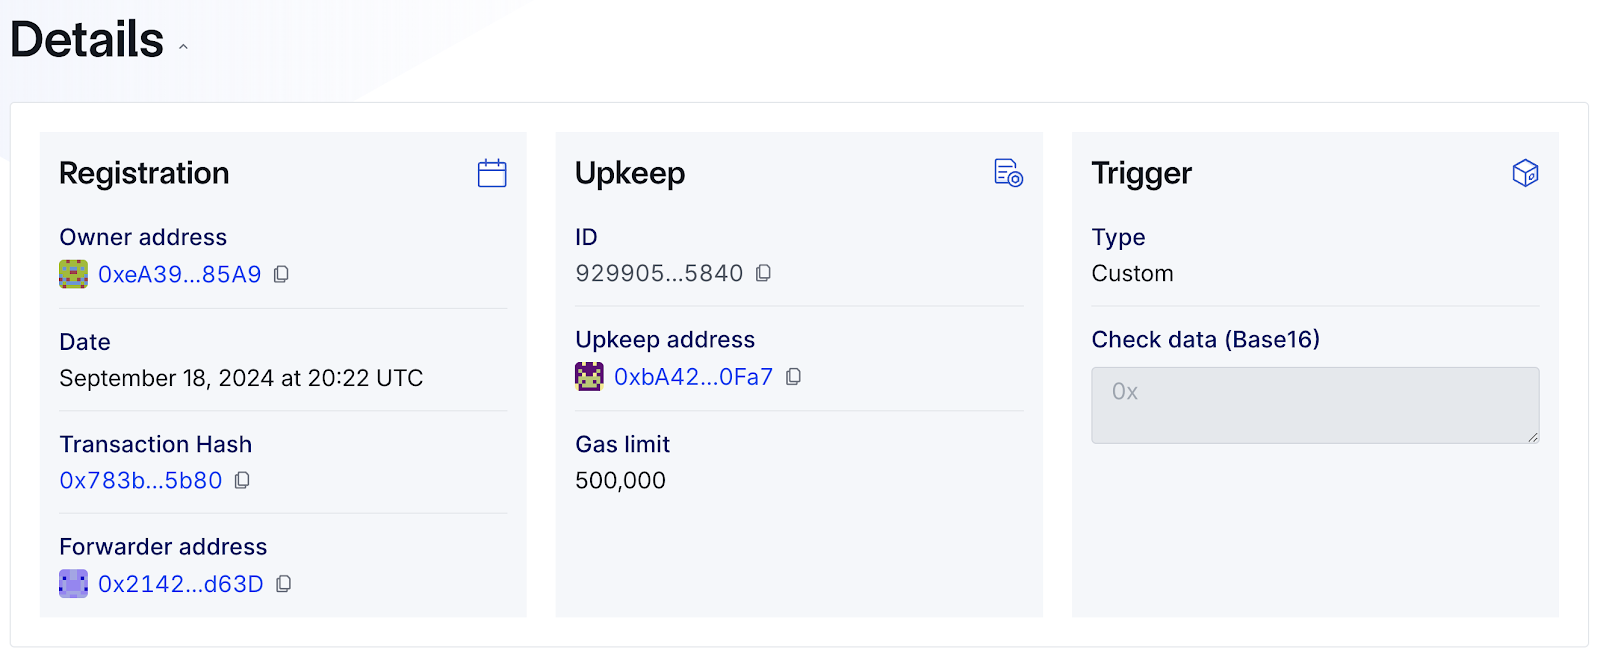 Details
Registration
Owner address
0xeA39...85A9
Date
September 18, 2024 at 20:22 UTC
Transaction Hash
0x783b...5b80
Forwarder address
0x2142...d63D
Upkeep
ID
929905...5840
Upkeep address
0xbA42...0Fa7
Gas limit
500,000
Trigger
Type
Custom
Check data (Base16)
0x